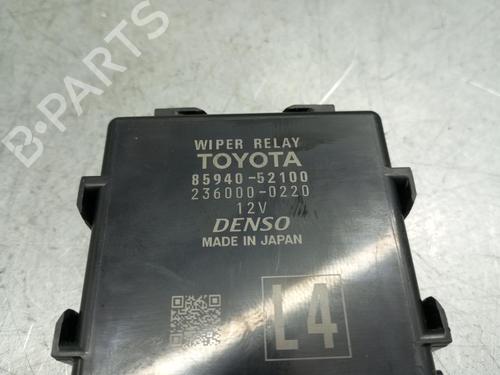 B-PARTS
WIPER RELAY
TOYOTA
85940-52100
236000-0220
12V
DENSO
MADE IN JAPAN
L4